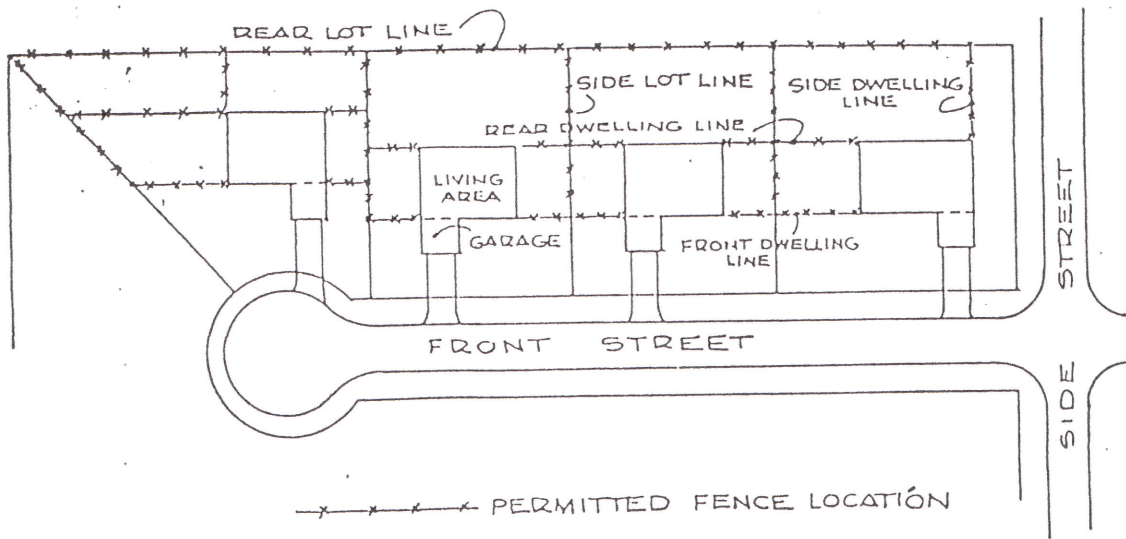 REAR LOT LINE
SIDE LOT LINE
SIDE DWELLING
LINE
REAR DWELLING LINE
LIVING
AREA
GARAGE
FRONT DWELLING
LINE
STREET
FRONT STREET
SIDE
PERMITTED FENCE LOCATION